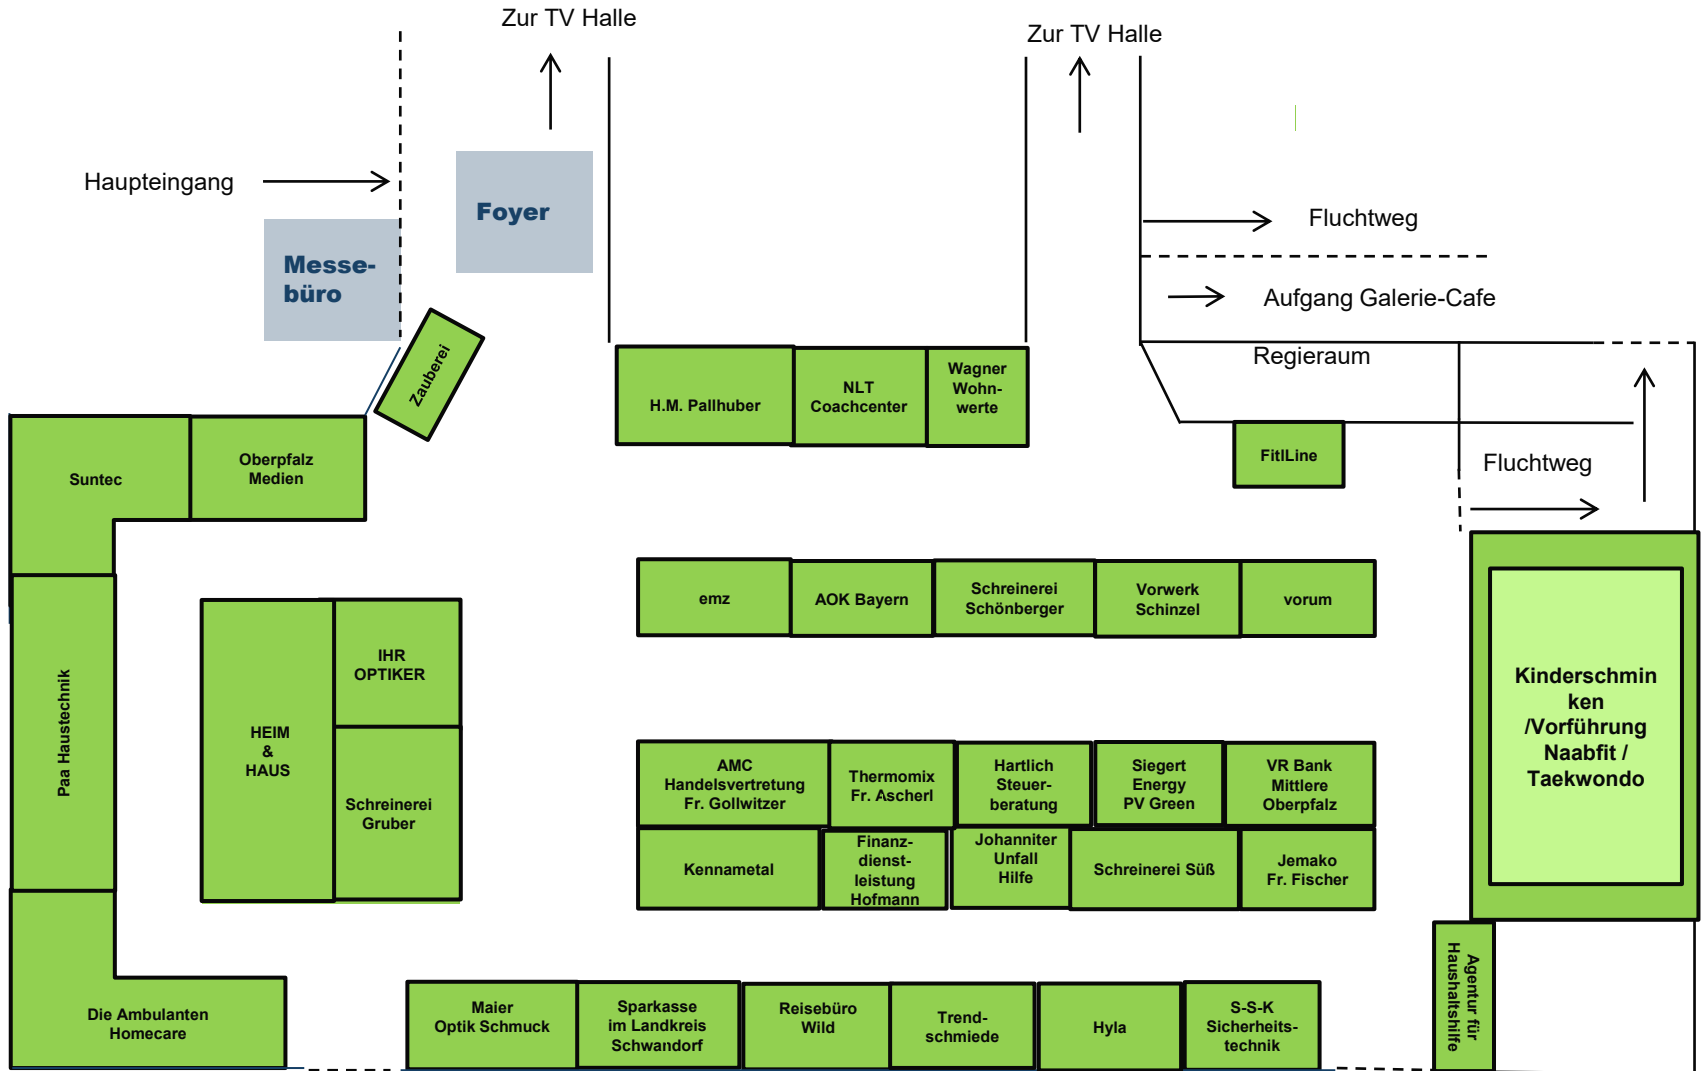 Zur TV Halle
Zur TV Halle
Haupteingang
Foyer
Messe-
büro
Fluchtweg
Aufgang Galerie-Cafe
Regieraum
Zauberei
H.M. Pallhuber
NLT
Coachcenter
Wagner
Wohn-
werte
FitlLine
Fluchtweg
Suntec
Oberpfalz
Medien
emz
AOK Bayern
Schreinerei
Schönberger
Vorwerk
Schinzel
vorum
Paa Haustechnik
HEIM
&
HAUS
IHR
OPTIKER
Schreinerei
Gruber
Kinderschmin
ken
/Vorführung
Naabfit /
Taekwondo
AMC
Handelsvertretung
Fr. Gollwitzer
Thermomix
Fr. Ascherl
Hartlich
Steuer-
beratung
Siegert
Energy
PV Green
VR Bank
Mittlere
Oberpfalz
Kennametal
Finanz-
dienst-
leistung
Hofmann
Johanniter
Unfall
Hilfe
Schreinerei Süß
Jemako
Fr. Fischer
Die Ambulanten
Homecare
Maier
Optik Schmuck
Sparkasse
im Landkreis
Schwandorf
Reisebüro
Wild
Trend-
schmiede
Hyla
S-S-K
Sicherheits-
technik
Agentur für
Haushaltshilfe